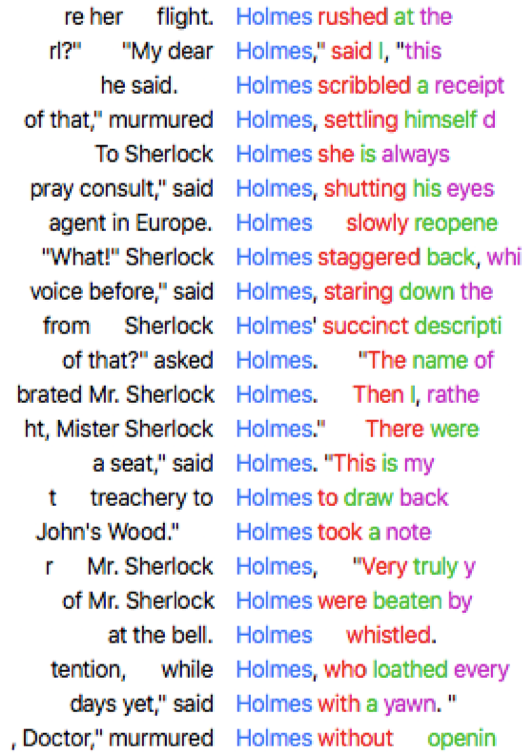 re her flight. Holmes rushed at the
rl?" "My dear Holmes," said I, "this
he said. Holmes scribbled a receipt
of that," murmured Holmes, settling himself d
To Sherlock Holmes she is always
pray consult," said Holmes, shutting his eyes
agent in Europe. Holmes slowly reopene
"What!" Sherlock Holmes staggered back, whi
voice before," said Holmes, staring down the
from Sherlock Holmes' succinct descripti
of that?" asked Holmes. "The name of
brated Mr. Sherlock Holmes. Then I, rathe
ht, Mister Sherlock Holmes." There were
a seat," said Holmes. "This is my
t treachery to Holmes to draw back
John's Wood." Holmes took a note
r Mr. Sherlock Holmes, "Very truly y
of Mr. Sherlock Holmes were beaten by
at the bell. Holmes whistled.
tention, while Holmes, who loathed every
days yet," said Holmes with a yawn. "
, Doctor," murmured Holmes without openin